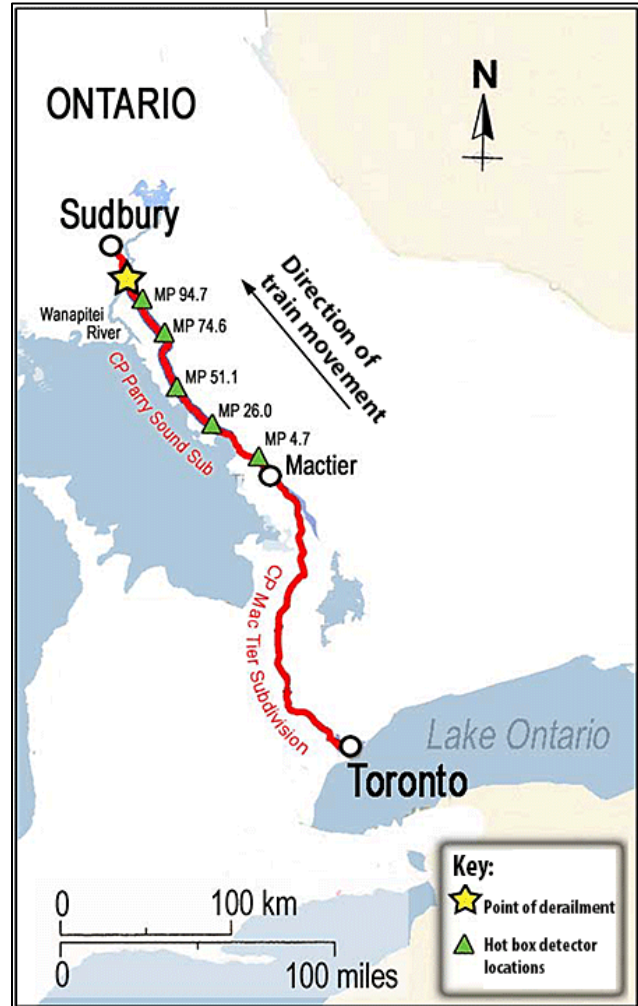 ONTARIO
N
Sudbury
MP 94.7
Direction of
train movement
Wanapitei
River
MP 74.6
CP Parry Sound Sub
MP 51.1
MP 26.0
MP 4.7
Mactier
CP Mac Tier Subdivision
Lake Ontario
Toronto
Key:
Point of derailment
Hot box detector
locations
0 100 km
0 100 miles